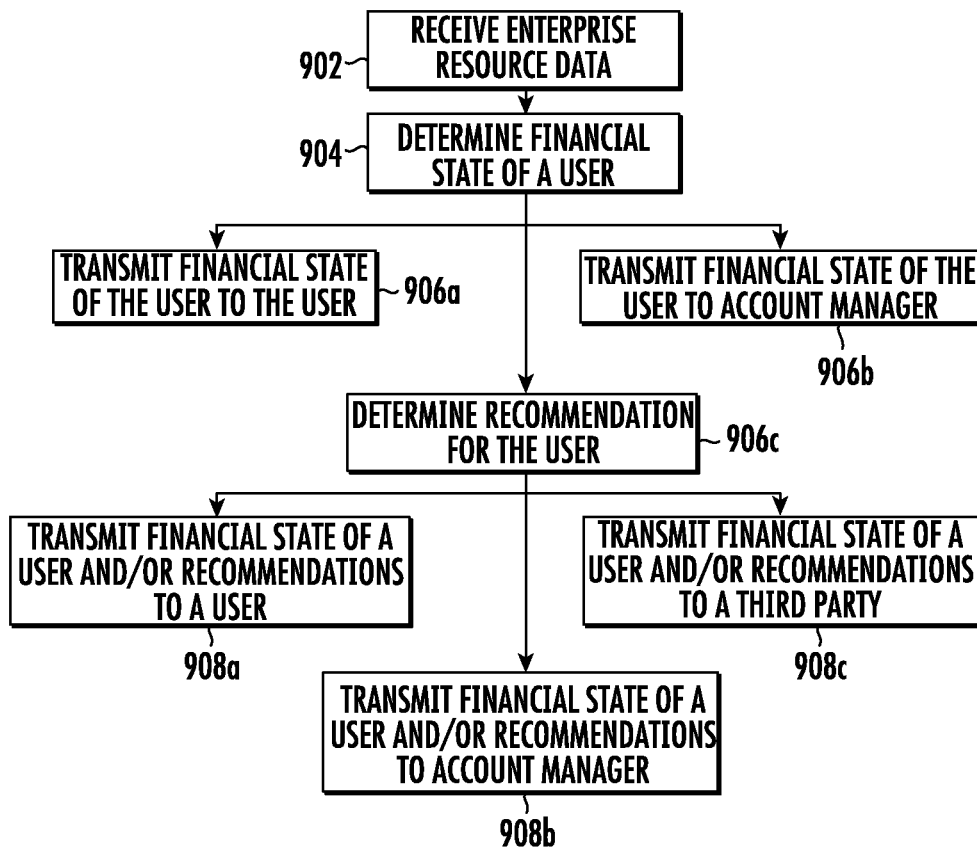 RECEIVE ENTERPRISE
RESOURCE DATA
902
DETERMINE FINANCIAL
STATE OF A USER
904
TRANSMIT FINANCIAL STATE
OF THE USER TO THE USER
906a
TRANSMIT FINANCIAL STATE OF THE
USER TO ACCOUNT MANAGER
906b
DETERMINE RECOMMENDATION
FOR THE USER
906c
TRANSMIT FINANCIAL STATE OF A
USER AND/OR RECOMMENDATIONS
TO A USER
908a
TRANSMIT FINANCIAL STATE OF A
USER AND/OR RECOMMENDATIONS
TO A THIRD PARTY
908c
TRANSMIT FINANCIAL STATE OF A
USER AND/OR RECOMMENDATIONS
TO ACCOUNT MANAGER
908b